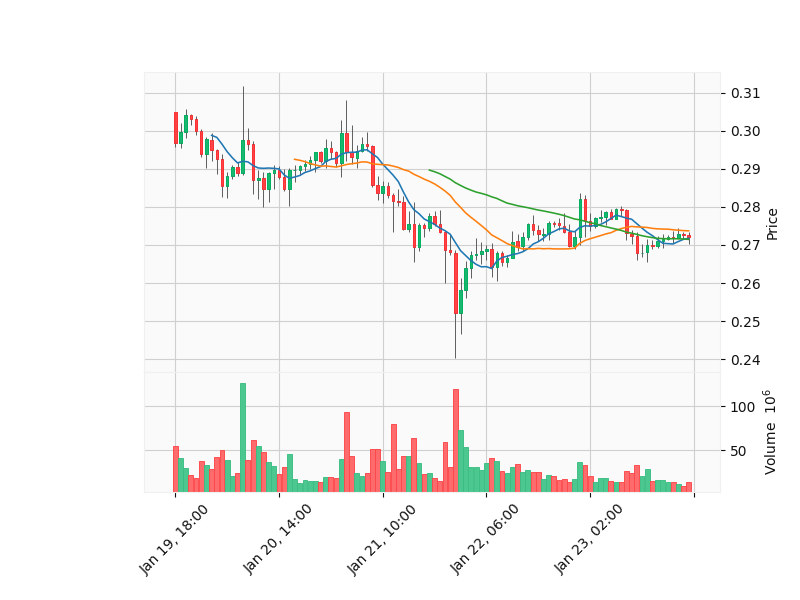 0.31
0.30
0.29
0.28
0.27
0.26
0.25
0.24
Price
100
50
Volume 10^6
Jan 19, 18:00
Jan 20, 14:00
Jan 21, 10:00
Jan 22, 06:00
Jan 23, 02:00